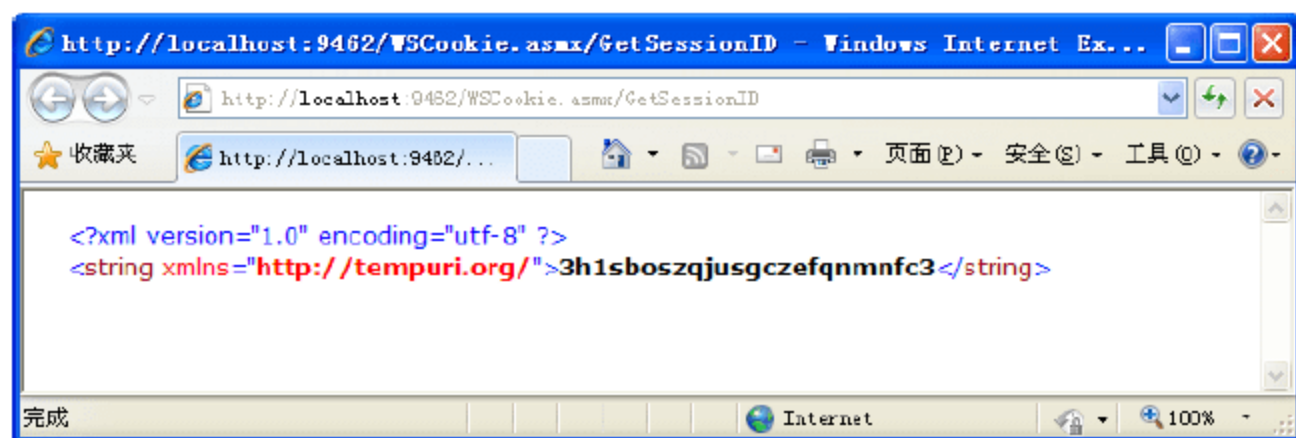 http://localhost:9462/WSCookie.asmx/GetSessionID - Windows Internet Ex...
http://localhost:9462/WSCookie.asmx/GetSessionID
收藏夹
http://localhost:9462/...
页面(P)
安全(S)
工具(O)
<?xml version="1.0" encoding="utf-8" ?>
<string xmlns="http://tempuri.org/">3h1sboszqjusgczefqnmnfc3</string>
完成
Internet
100%